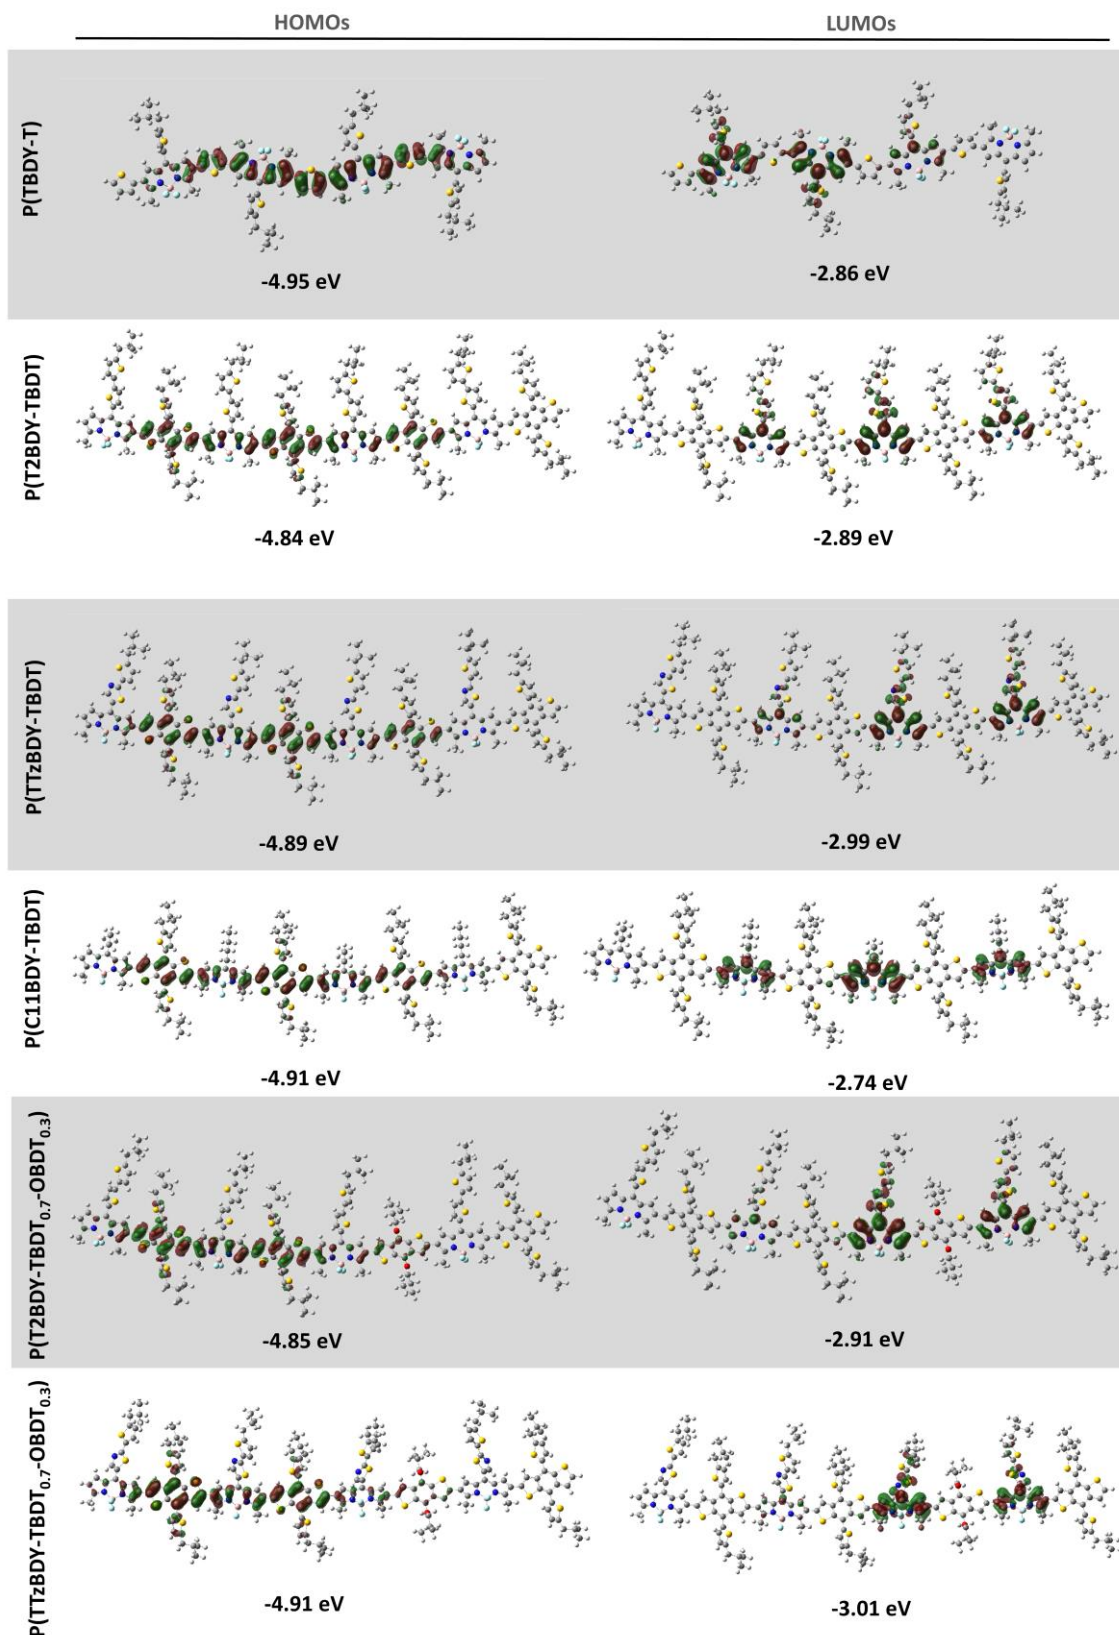 HOMOs LUMOs
P(TBDY-T)
-4.95 eV -2.86 eV
P(T2BDY-TBDT)
-4.84 eV -2.89 eV
P(TTzBDY-TBDT)
-4.89 eV -2.99 eV
P(C11BDY-TBDT)
-4.91 eV -2.74 eV
P(T2BDY-TBDT0.7-OBDT0.3)
-4.85 eV -2.91 eV
P(TTzBDY-TBDT0.7-OBDT0.3)
-4.91 eV -3.01 eV